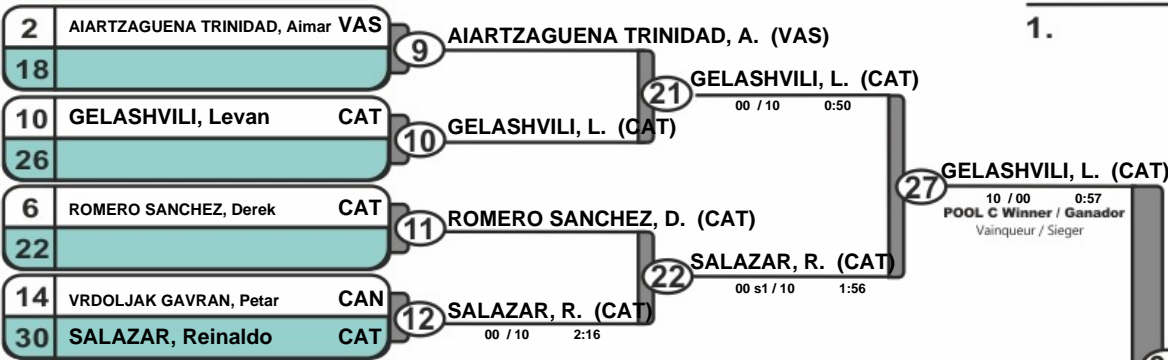 2 AIARTZAGUENA TRINIDAD, Aimar VAS
18
10 GELASHVILI, Levan CAT
26
6 ROMERO SANCHEZ, Derek CAT
22
14 VRDOLJAK GAVRAN, Petar CAN
30 SALAZAR, Reinaldo CAT
9 AIARTZAGUENA TRINIDAD, A. (VAS)
10 GELASHVILI, L. (CAT)
11 ROMERO SANCHEZ, D. (CAT)
12 SALAZAR, R. (CAT)
00 / 10 2:16
21 GELASHVILI, L. (CAT)
00 / 10 0:50
22 SALAZAR, R. (CAT)
00 s1 / 10 1:56
27 GELASHVILI, L. (CAT)
10 / 00 0:57
POOL C Winner / Ganador
Vainqueur / Sieger
1.